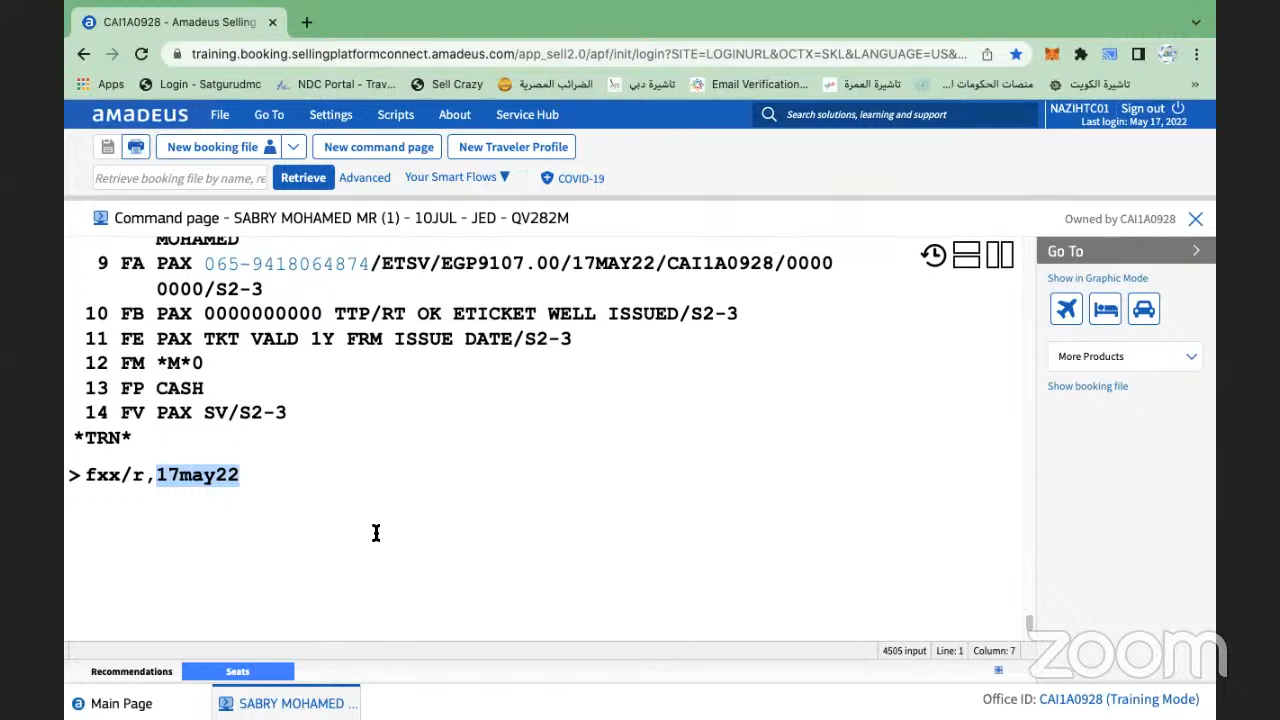 CAI1A0928 - Amadeus Selling
training.booking.sellingplatformconnect.amadeus.com/app_sell2.0/apf/init/login?SITE=LOGINURL&OCTX=SKL&LANGUAGE=US&...
Apps Login - Satgurudmc NDC Portal - Trav... Sell Crazy الضرائب المصرية تاشيرة دبي Email Verification... تاشيرة العمرة منصات الحكومات ا... تاشيرة الكويت »
amadeus File Go To Settings Scripts About Service Hub Search solutions, learning and support NAZIHTC01 Sign out
Last login: May 17, 2022
New booking file New command page New Traveler Profile
Retrieve booking file by name, re Retrieve Advanced Your Smart Flows COVID-19
Command page - SABRY MOHAMED MR (1) - 10JUL - JED - QV282M Owned by CAI1A0928
MOHAMED
9 FA PAX 065-9418064874/ETSV/EGP9107.00/17MAY22/CAI1A0928/0000
0000/S2-3
10 FB PAX 0000000000 TTP/RT OK ETICKET WELL ISSUED/S2-3
11 FE PAX TKT VALD 1Y FRM ISSUE DATE/S2-3
12 FM *M*0
13 FP CASH
14 FV PAX SV/S2-3
*TRN*
>fxx/r,17may22
Go To
Show in Graphic Mode
More Products
Show booking file
4505 input Line: 1 Column: 7
Recommendations Seats
Main Page SABRY MOHAMED ... Office ID: CAI1A0928 (Training Mode)
zoom